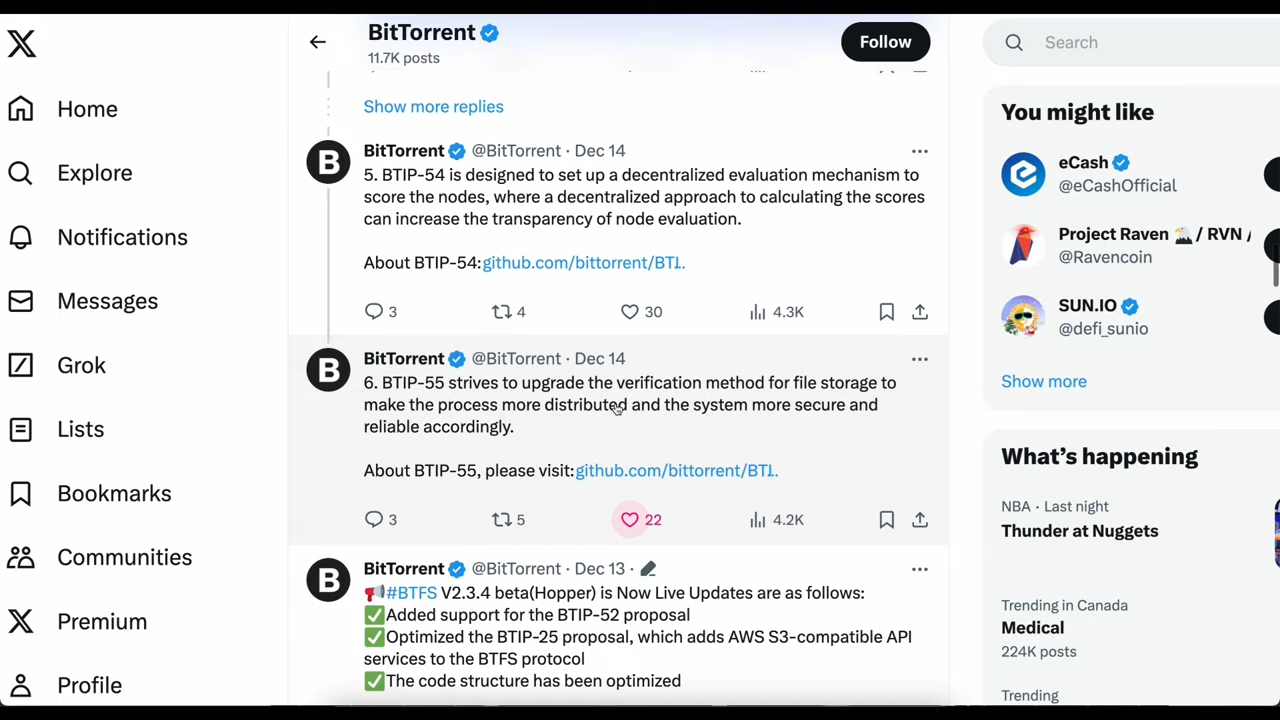 Home
Explore
Notifications
Messages
Grok
Lists
Bookmarks
Communities
Premium
Profile
BitTorrent
11.7K posts
Follow
Show more replies
BitTorrent @BitTorrent · Dec 14
5. BTIP-54 is designed to set up a decentralized evaluation mechanism to
score the nodes, where a decentralized approach to calculating the scores
can increase the transparency of node evaluation.
About BTIP-54:github.com/bittorrent/BTI..
3 4 30 4.3K
BitTorrent @BitTorrent · Dec 14
6. BTIP-55 strives to upgrade the verification method for file storage to
make the process more distributed and the system more secure and
reliable accordingly.
About BTIP-55, please visit:github.com/bittorrent/BTI..
3 5 22 4.2K
BitTorrent @BitTorrent · Dec 13 ·
📢#BTFS V2.3.4 beta(Hopper) is Now Live Updates are as follows:
✅Added support for the BTIP-52 proposal
✅Optimized the BTIP-25 proposal, which adds AWS S3-compatible API
services to the BTFS protocol
✅The code structure has been optimized
Search
You might like
eCash
@eCashOfficial
Project Raven 🏔 / RVN /
@Ravencoin
SUN.IO
@defi_sunio
Show more
What's happening
NBA · Last night
Thunder at Nuggets
Trending in Canada
Medical
224K posts
Trending